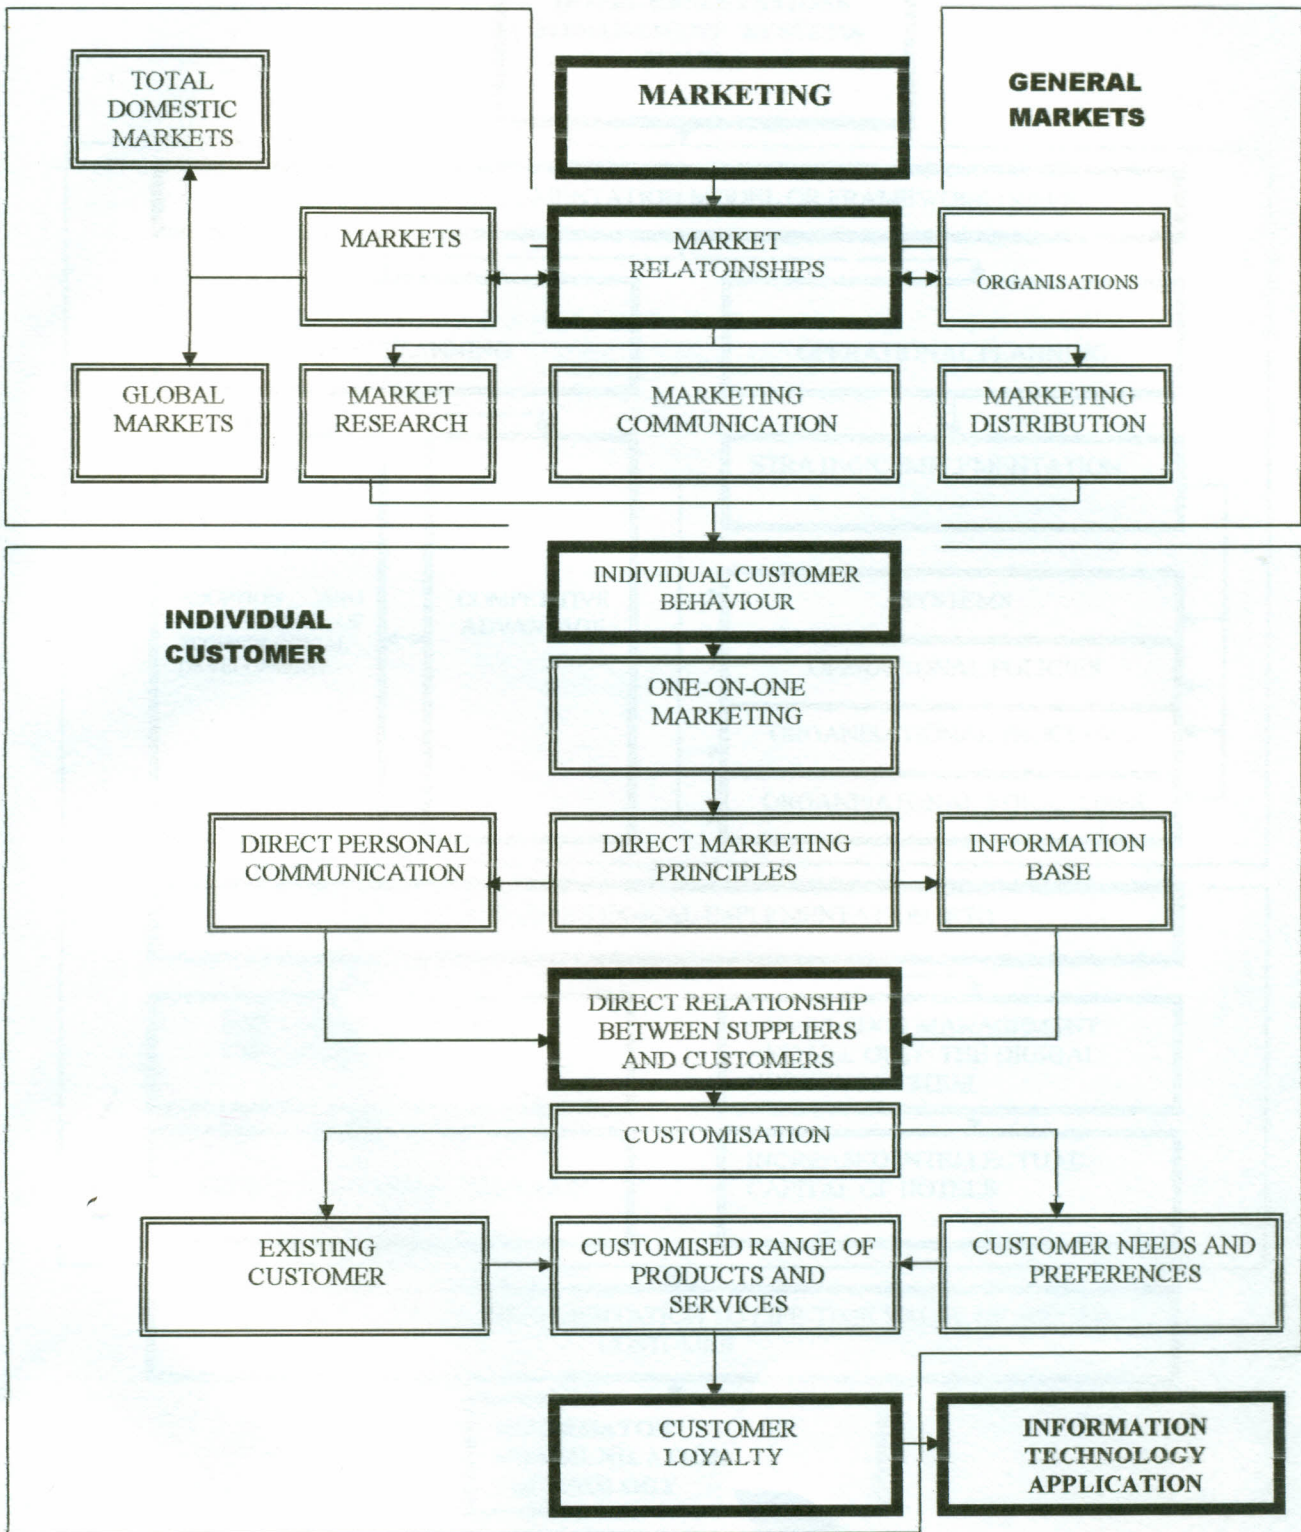 TOTAL
DOMESTIC
MARKETS
MARKETING
GENERAL
MARKETS
MARKETS
MARKET
RELATOINSHIPS
ORGANISATIONS
GLOBAL
MARKETS
MARKET
RESEARCH
MARKETING
COMMUNICATION
MARKETING
DISTRIBUTION
INDIVIDUAL CUSTOMER
BEHAVIOUR
INDIVIDUAL
CUSTOMER
ONE-ON-ONE
MARKETING
DIRECT PERSONAL
COMMUNICATION
DIRECT MARKETING
PRINCIPLES
INFORMATION
BASE
DIRECT RELATIONSHIP
BETWEEN SUPPLIERS
AND CUSTOMERS
CUSTOMISATION
EXISTING
CUSTOMER
CUSTOMISED RANGE OF
PRODUCTS AND
SERVICES
CUSTOMER NEEDS AND
PREFERENCES
CUSTOMER
LOYALTY
INFORMATION
TECHNOLOGY
APPLICATION